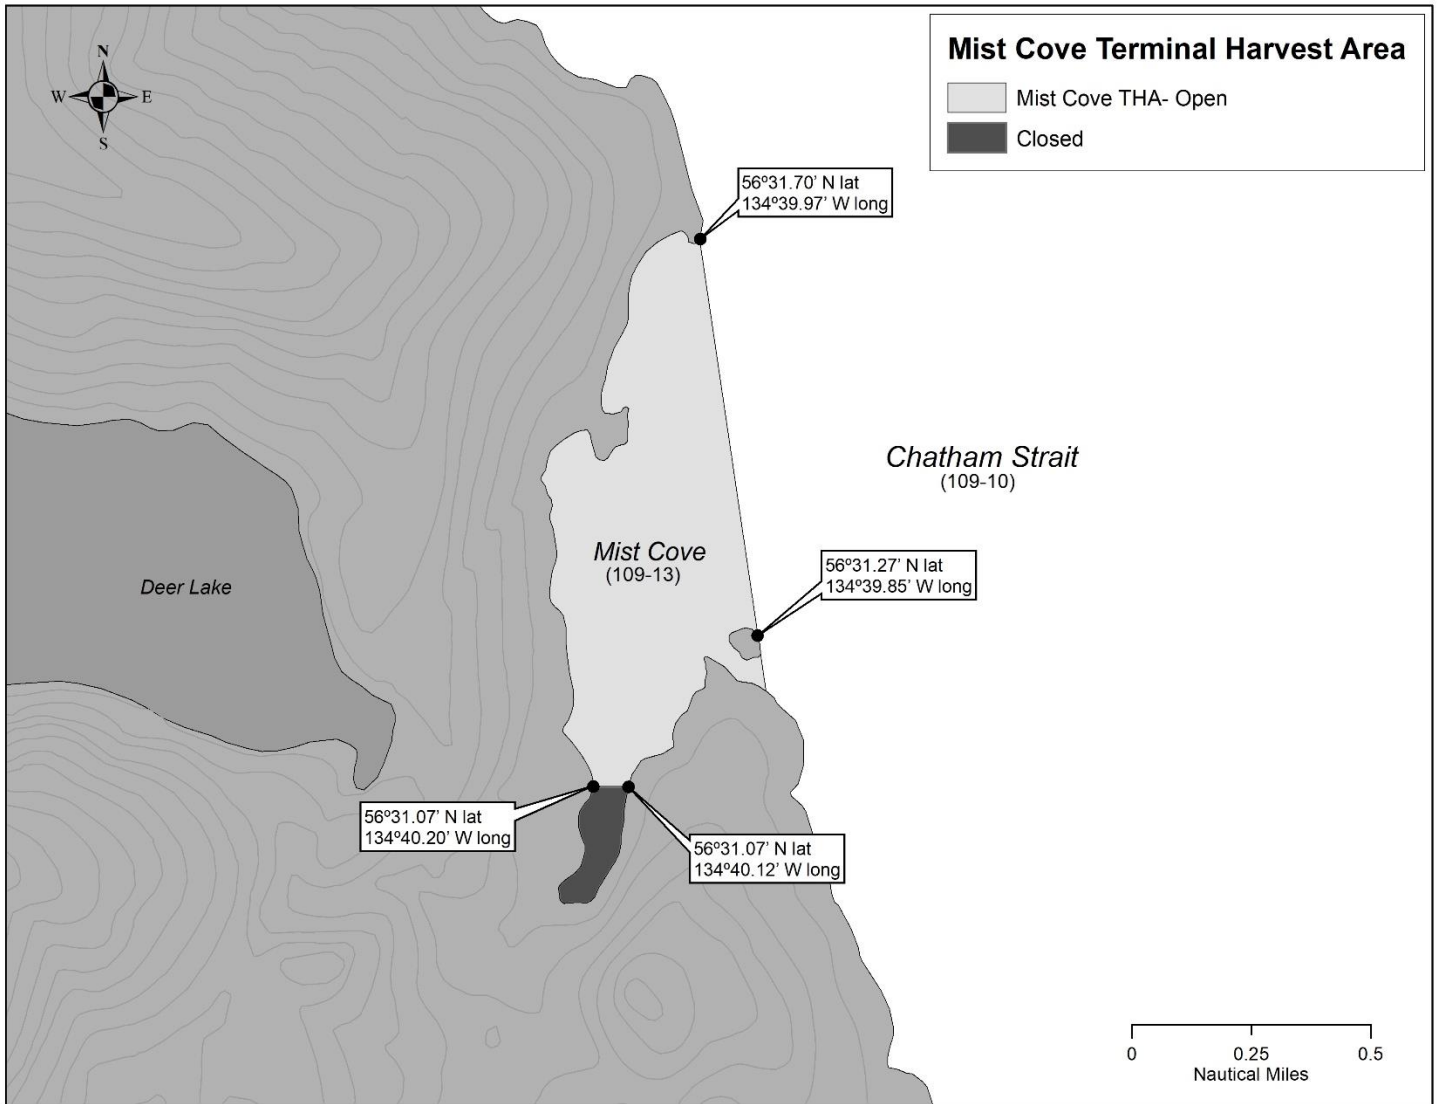 Mist Cove Terminal Harvest Area
Mist Cove THA- Open
Closed
N
W
E
S
56º31.70’ N lat
134º39.97’ W long
Chatham Strait
(109-10)
Mist Cove
(109-13)
56º31.27’ N lat
134º39.85’ W long
Deer Lake
56º31.07’ N lat
134º40.20’ W long
56º31.07’ N lat
134º40.12’ W long
0
0.25
0.5
Nautical Miles